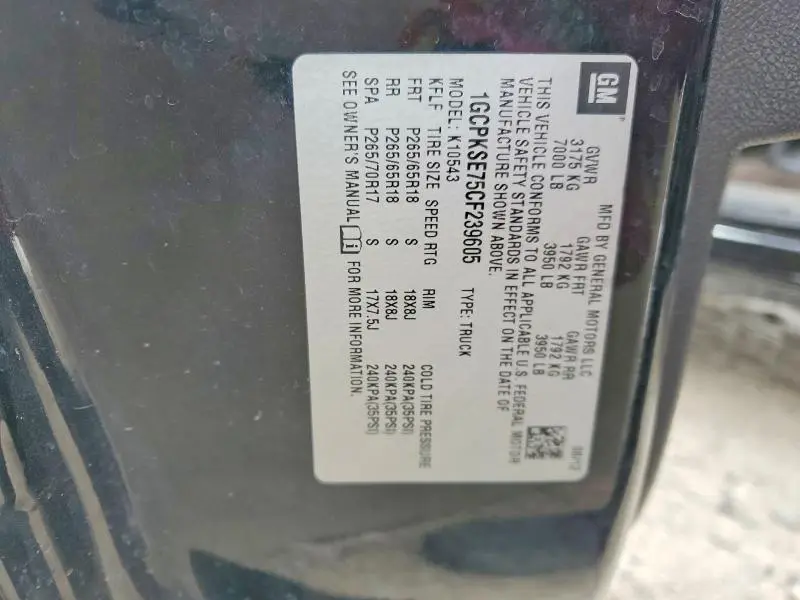 GM
MFD BY GENERAL MOTORS LLC
GVWR GAWR FRT GAWR RR
3175 KG 1792 KG 1792 KG
7000 LB 3950 LB 3950 LB
THIS VEHICLE CONFORMS TO ALL APPLICABLE U.S. FEDERAL MOTOR
VEHICLE SAFETY STANDARDS IN EFFECT ON THE DATE OF
MANUFACTURE SHOWN ABOVE.
1GCPKSE75CF239605 TYPE: TRUCK
MODEL: K10543
KFLF TIRE SIZE SPEED RTG RIM COLD TIRE PRESSURE
FRT P265/65R18 S 18X8J 240KPA(35PSI)
RR P265/65R18 S 18X8J 240KPA(35PSI)
SPA P265/70R17 S 17X7.5J 240KPA(35PSI)
SEE OWNER'S MANUAL FOR MORE INFORMATION.